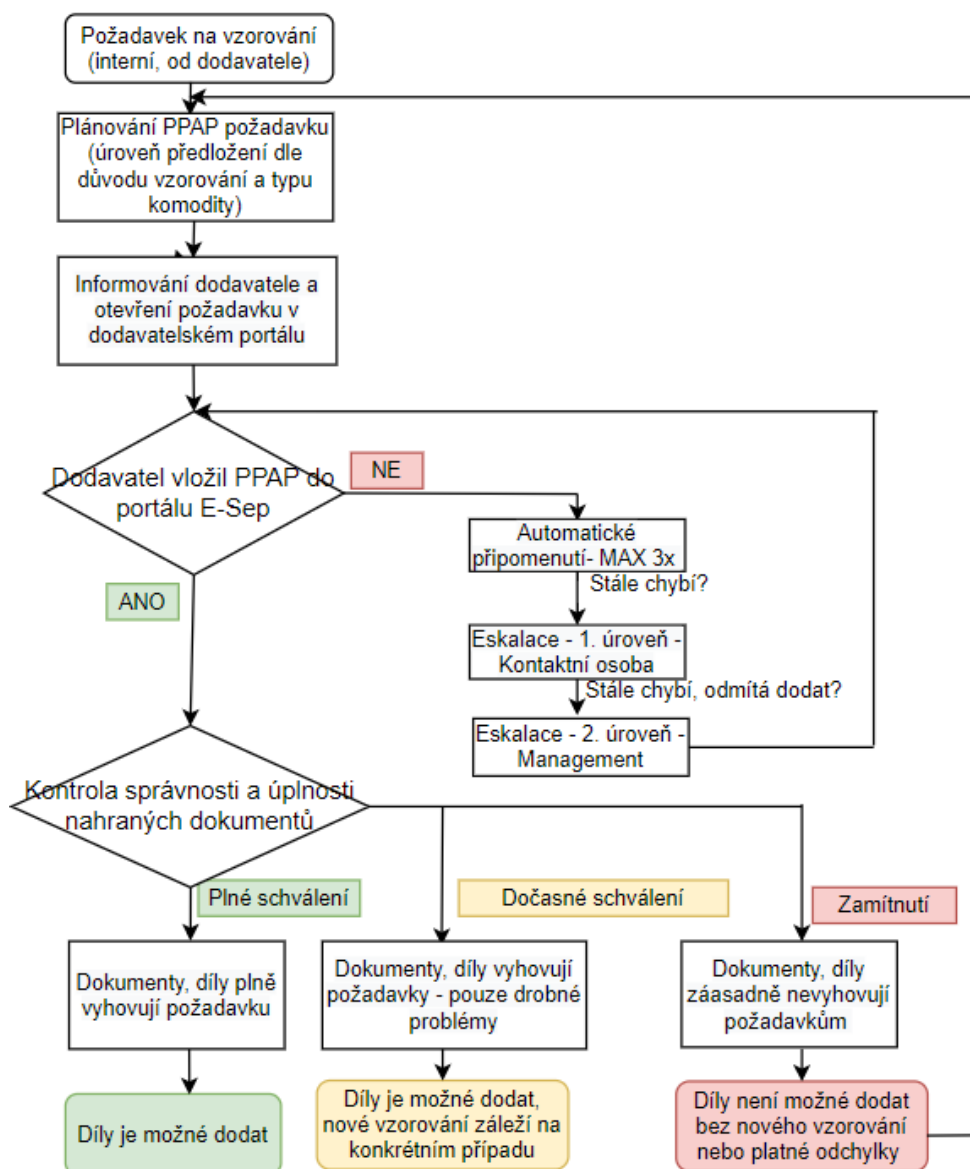 Požadavek na vzorování
(interní, od dodavatele)
Plánování PPAP požadavku
(úroveň předložení dle
důvodu vzorování a typu
komodity)
Informování dodavatele a
otevření požadavku v
dodavatelském portálu
Dodavatel vložil PPAP do
portálu E-Sep
NE
Automatické
připomenutí- MAX 3x
Stále chybí?
ANO
Eskalace - 1. úroveň -
Kontaktní osoba
Stále chybí, odmítá dodat?
Eskalace - 2. úroveň -
Management
Kontrola správnosti a úplnosti
nahraných dokumentů
Plné schválení
Dočasné schválení
Zamítnutí
Dokumenty, díly plně
vyhovují požadavku
Dokumenty, díly vyhovují
požadavky - pouze drobné
problémy
Dokumenty, díly
záasadně nevyhovují
požadavkům
Díly je možné dodat
Díly je možné dodat,
nové vzorování záleží na
konkrétním případu
Díly není možné dodat
bez nového vzorování
nebo platné odchylky